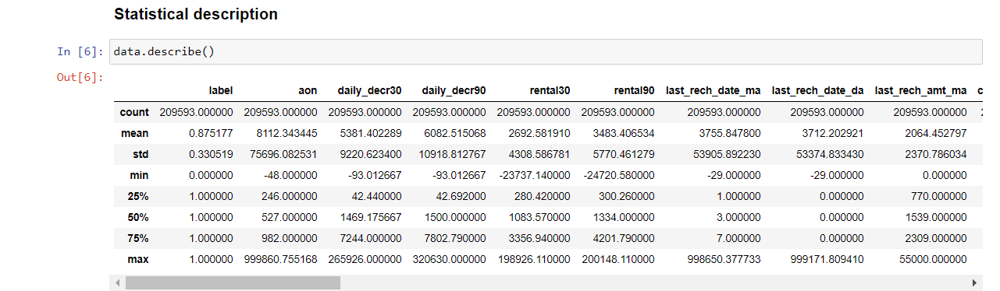 Statistical description
In [6]: data.describe()
Out[6]:
label aon daily_decr30 daily_decr90 rental30 rental90 last_rech_date_ma last_rech_date_da last_rech_amt_ma c
count 209593.000000 209593.000000 209593.000000 209593.000000 209593.000000 209593.000000 209593.000000 209593.000000 209593.000000
mean 0.875177 8112.343445 5381.402289 6082.515068 2692.581910 3483.406534 3755.847800 3712.202921 2064.452797
std 0.330519 75696.082531 9220.623400 10918.812767 4308.586781 5770.461279 53905.892230 53374.833430 2370.786034
min 0.000000 -48.000000 -93.012667 -93.012667 -23737.140000 -24720.580000 -29.000000 -29.000000 0.000000
25% 1.000000 246.000000 42.440000 42.692000 280.420000 300.260000 1.000000 0.000000 770.000000
50% 1.000000 527.000000 1469.175667 1500.000000 1083.570000 1334.000000 3.000000 0.000000 1539.000000
75% 1.000000 982.000000 7244.000000 7802.790000 3356.940000 4201.790000 7.000000 0.000000 2309.000000
max 1.000000 999860.755168 265926.000000 320630.000000 198926.110000 200148.110000 998650.377733 999171.809410 55000.000000